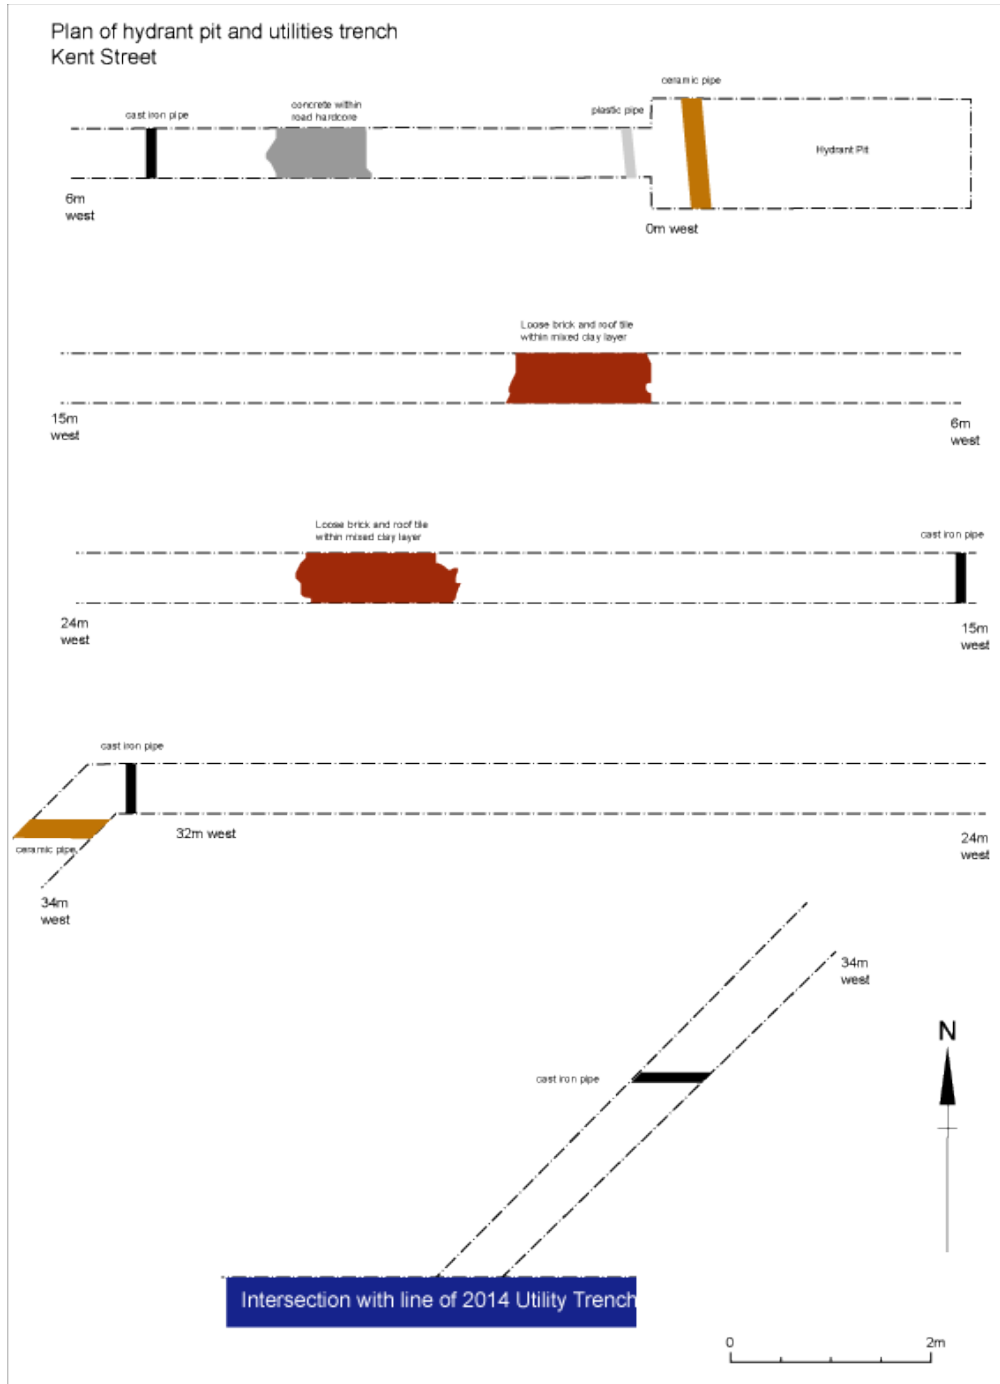 Plan of hydrant pit and utilities trench
Kent Street
ceramic pipe
concrete within
road hardcore
cast iron pipe
plastic pipe
Hydrant Pit
6m
west
0m west
Loose brick and roof tile
within mixed clay layer
15m
west
6m
west
Loose brick and roof tile
within mixed clay layer
cast iron pipe
24m
west
15m
west
cast iron pipe
32m west
24m
west
ceramic pipe
34m
west
34m
west
N
cast iron pipe
Intersection with line of 2014 Utility Trench
0
2m